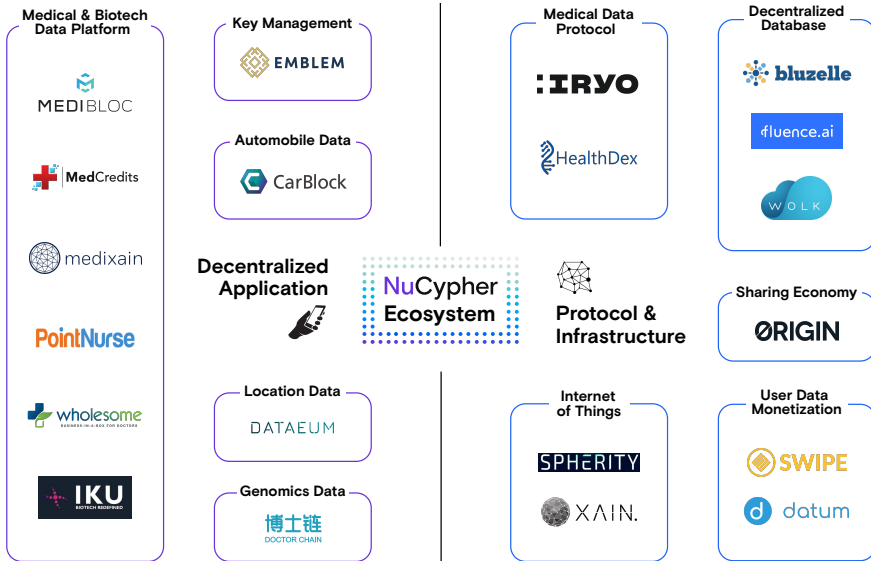 Medical & Biotech
Data Platform
MEDIBLOC
MedCredits
medixain
PointNurse
wholesome
BUSINESS-IN-A-BOX FOR DOCTORS
IKU
BIOTECH REDEFINED
Key Management
EMBLEM
Automobile Data
CarBlock
Decentralized
Application
Location Data
DATAEUM
Genomics Data
博士链
DOCTOR CHAIN
NuCypher
Ecosystem
Medical Data
Protocol
:IRYO
HealthDex
Protocol &
Infrastructure
Internet
of Things
SPHERITY
XAIN.
Decentralized
Database
bluzelle
fluence.ai
WOLK
Sharing Economy
ORIGIN
User Data
Monetization
SWIPE
d datum